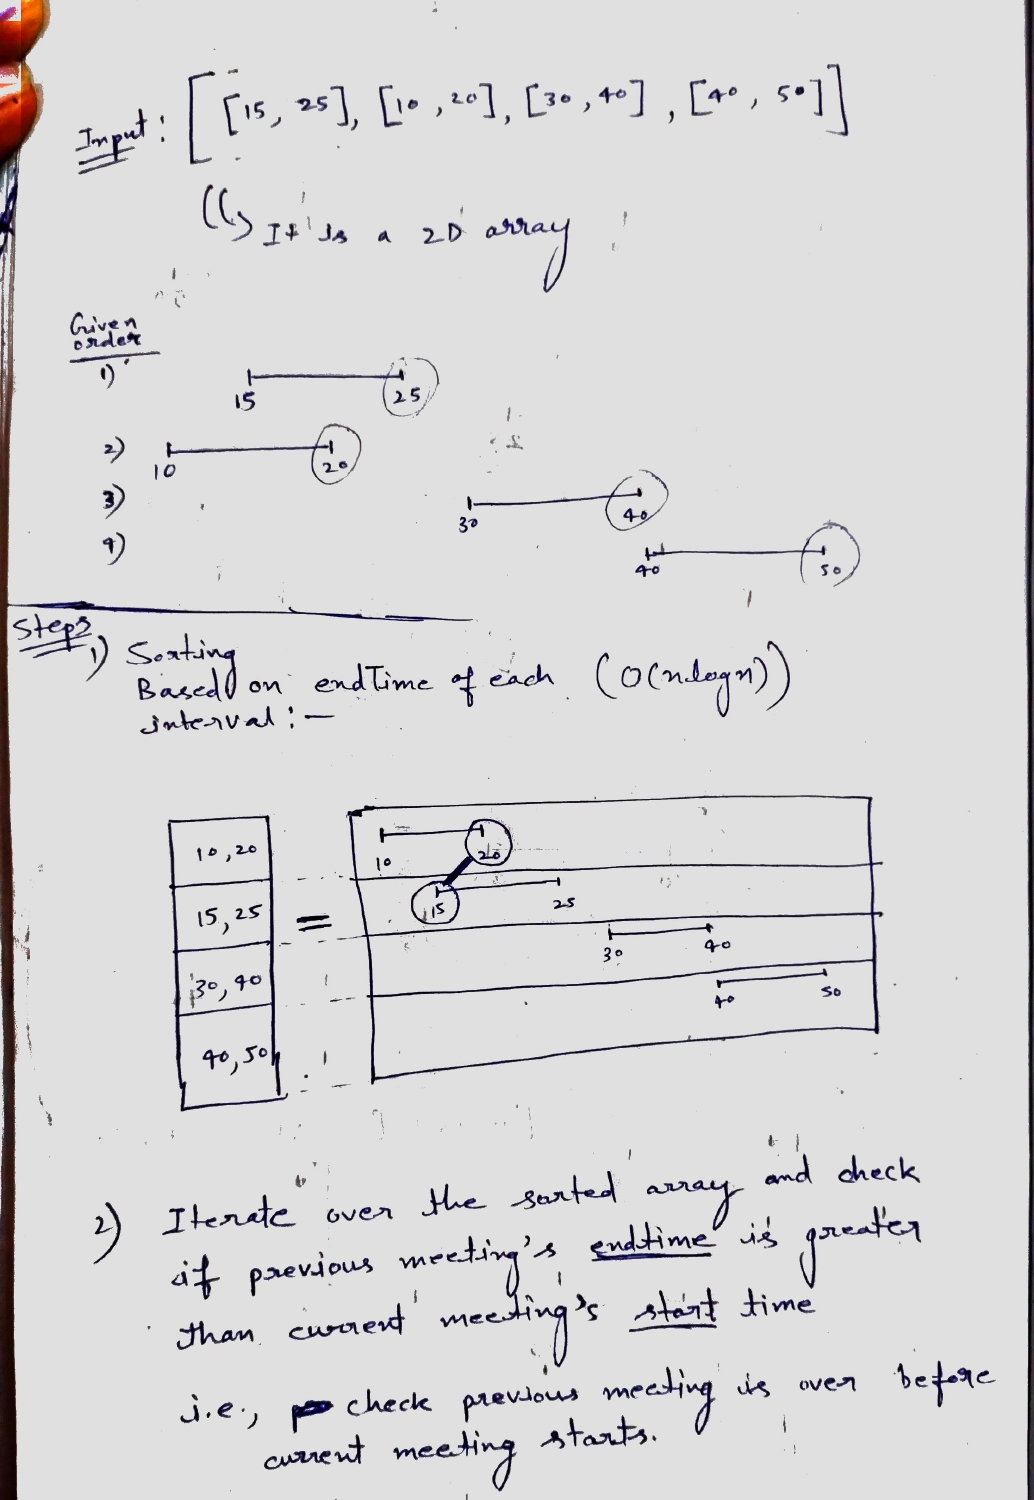 Input: [[15, 25], [10, 20], [30, 40], [40, 50]]
It is a 2D array
Given
order
1)
15 25
2)
10 20
3)
30 40
4)
40 50
Steps
1) Sorting
Based on endTime of each (O(nlogn))
interval:-
10, 20
10 20
15, 25 =
15 25
30, 40
30 40
40, 50
40 50
2) Iterate over the sorted array and check
if previous meeting's endtime is greater
than current meeting's start time
i.e., check previous meeting is over before
current meeting starts.